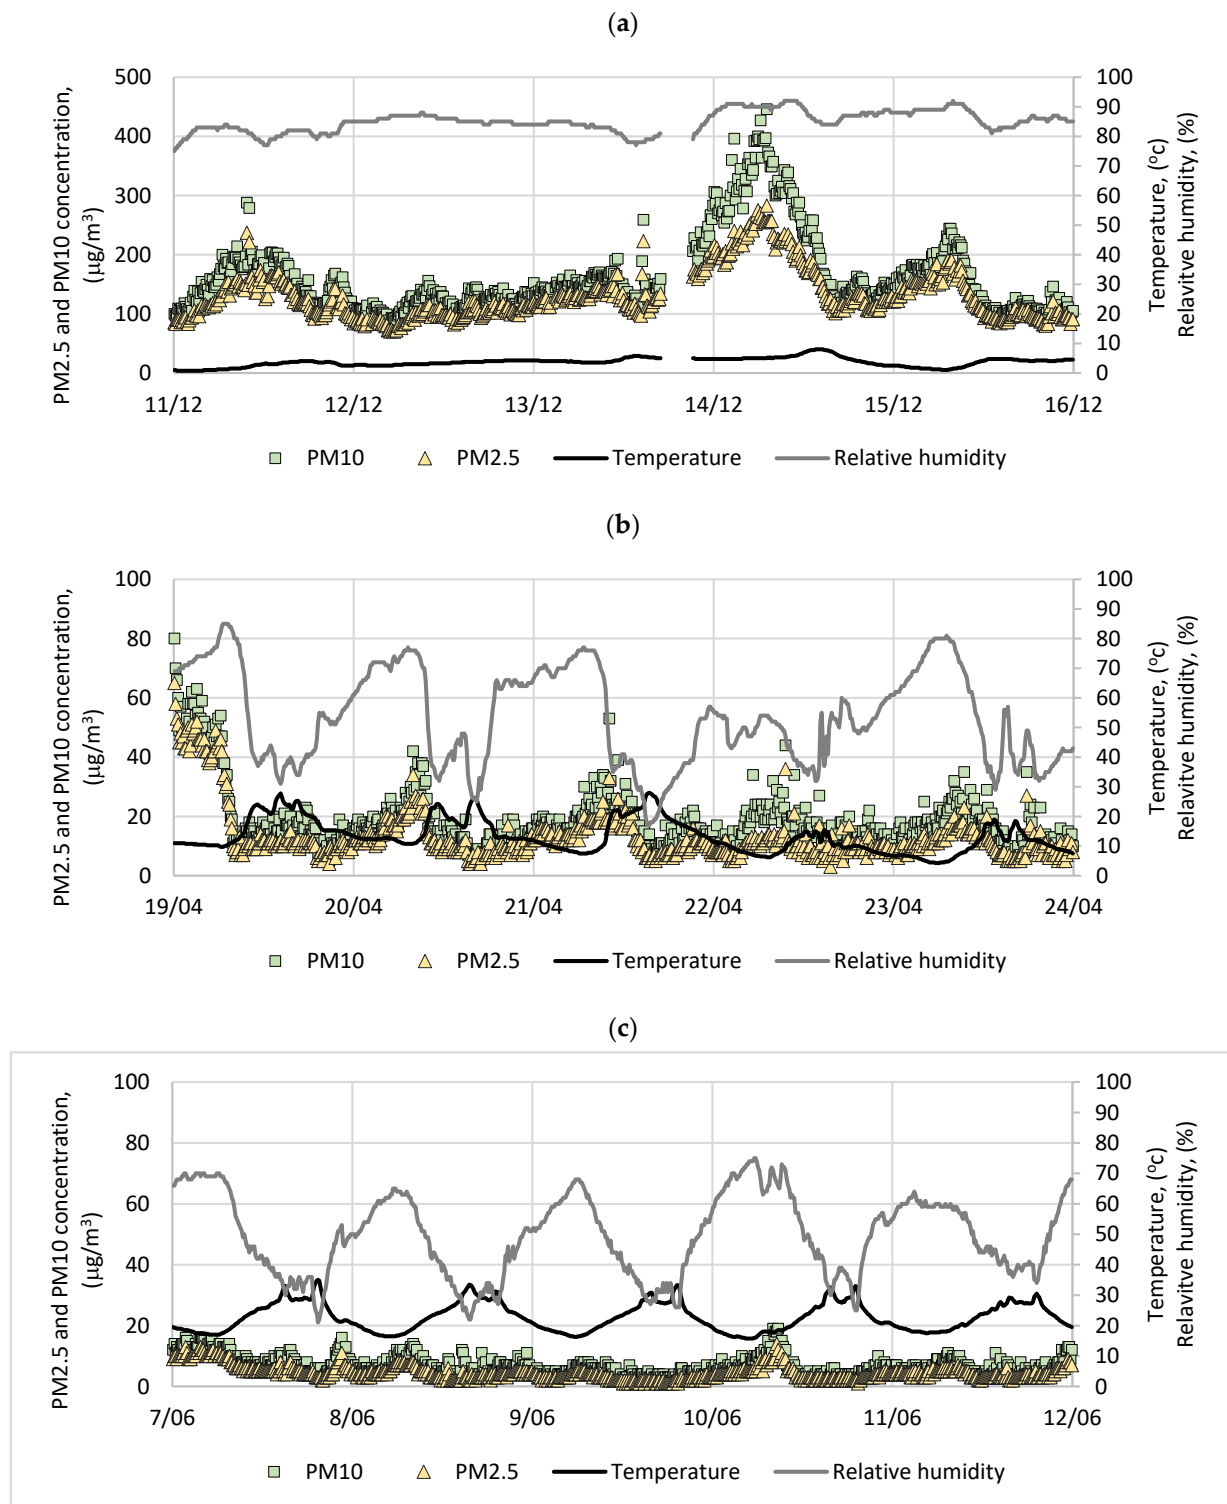 (a)
PM2.5 and PM10 concentration,
(µg/m³)
500
400
300
200
100
0
100
90
80
70
60
50
40
30
20
10
0
Temperature, (°c)
Relavitve humidity, (%)
11/12 12/12 13/12 14/12 15/12 16/12
PM10 PM2.5 Temperature Relative humidity
(b)
PM2.5 and PM10 concentration,
(µg/m³)
100
80
60
40
20
0
100
90
80
70
60
50
40
30
20
10
0
Temperature, (°c)
Relavitve humidity, (%)
19/04 20/04 21/04 22/04 23/04 24/04
PM10 PM2.5 Temperature Relative humidity
(c)
PM2.5 and PM10 concentration,
(µg/m³)
100
80
60
40
20
0
100
90
80
70
60
50
40
30
20
10
0
Temperature, (°c)
Relavitve humidity, (%)
7/06 8/06 9/06 10/06 11/06 12/06
PM10 PM2.5 Temperature Relative humidity